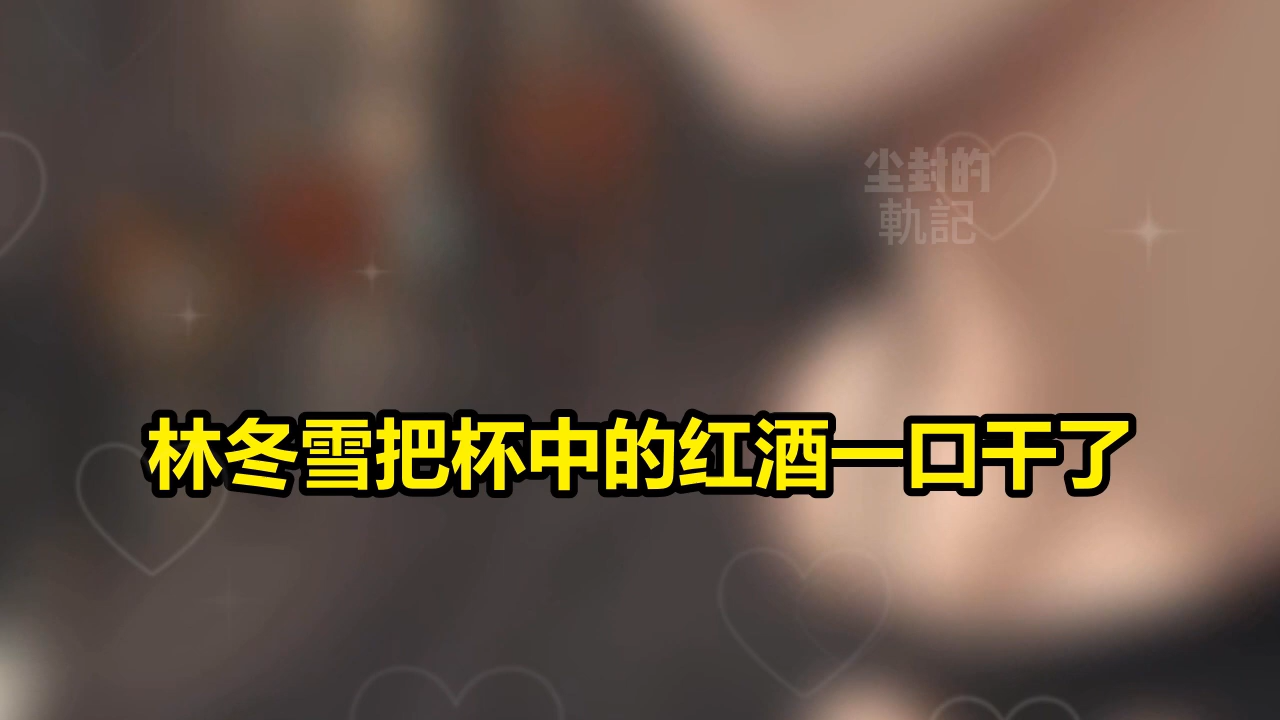 尘封的
軌記
林冬雪把杯中的红酒一口干了